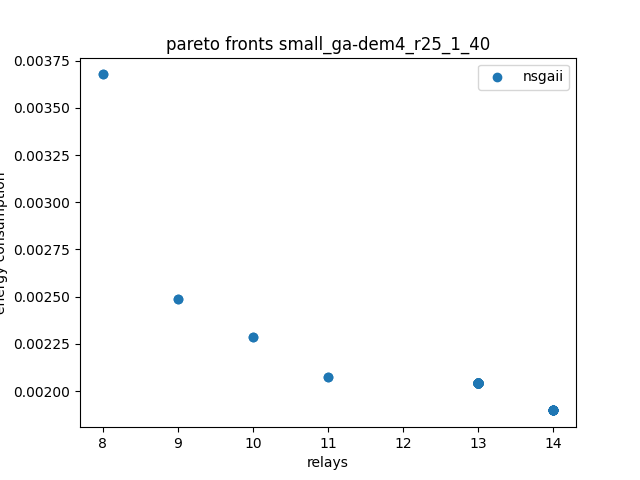 pareto fronts small_ga-dem4_r25_1_40
nsgaii
0.00375
0.00350
0.00325
0.00300
0.00275
0.00250
0.00225
0.00200
energy consumption
8 9 10 11 12 13 14
relays